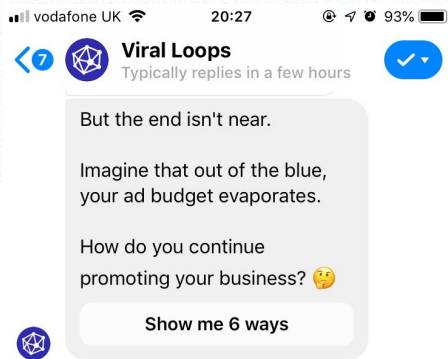 vodafone UK 20:27 93%
7 Viral Loops
Typically replies in a few hours
But the end isn't near.
Imagine that out of the blue,
your ad budget evaporates.
How do you continue
promoting your business? 🤔
Show me 6 ways